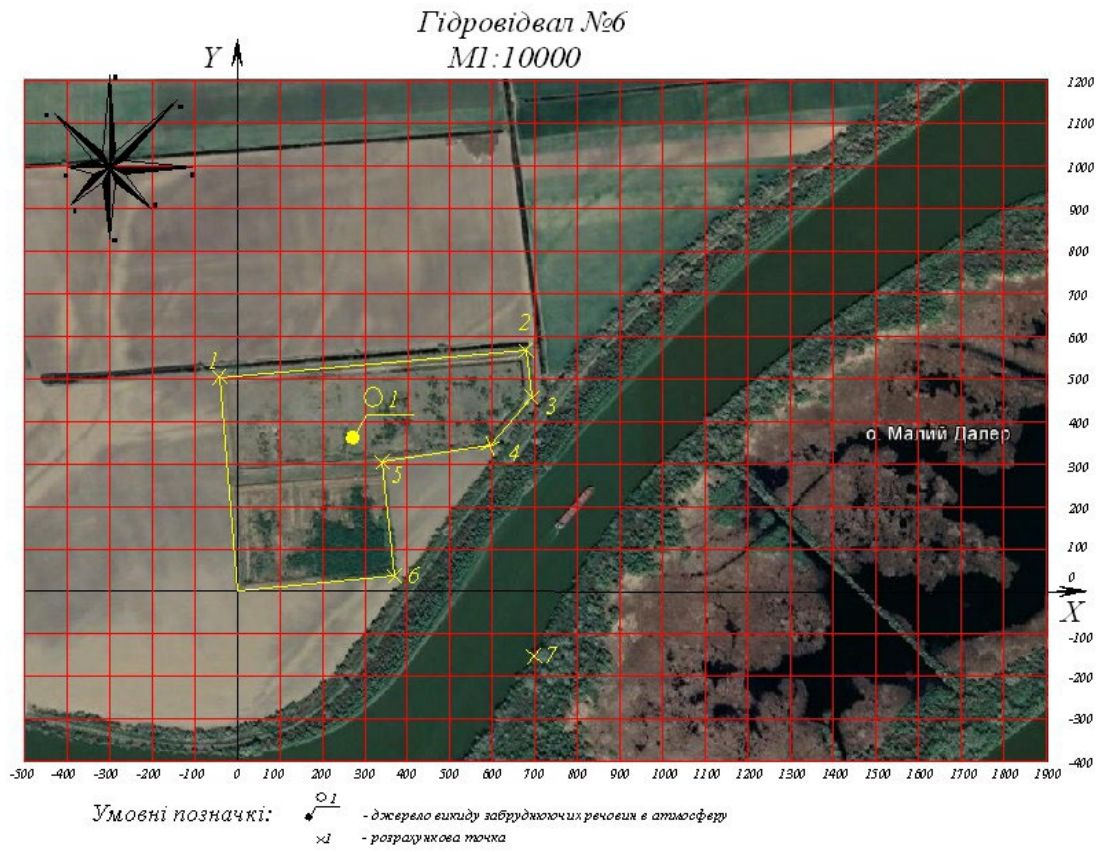 Гідровідвал №6
М1:10000
Y
1200
1100
1000
900
800
700
600
500
400
300
200
100
0
X
-100
-200
-300
-400
1
2
3
1
4
5
6
7
о. Малий Далер
-500 -400 -300 -200 -100 0 100 200 300 400 500 600 700 800 900 1000 1100 1200 1300 1400 1500 1600 1700 1800 1900
Умовні позначкі:
1 - джерело викиду забруднюючих речовин в атмосферу
×1 - розрахункова точка